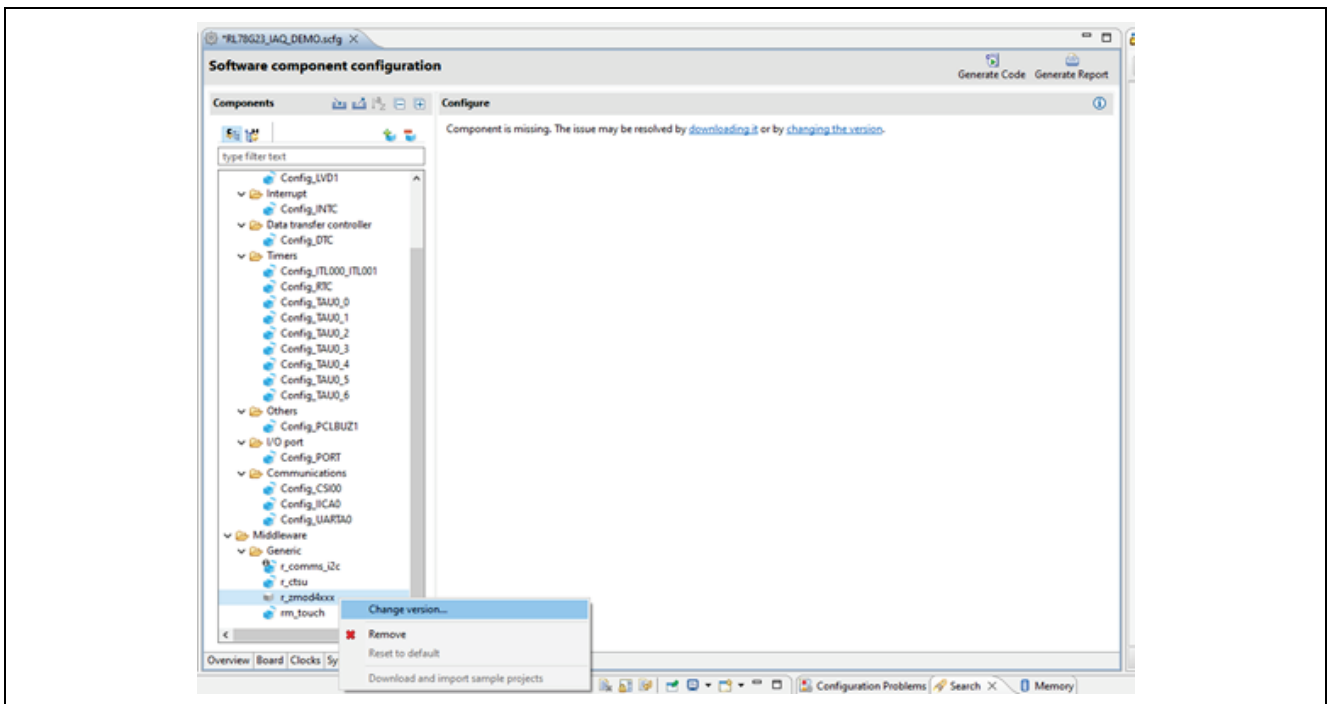 *RL78G23_IAQ_DEMO.scfg
Software component configuration
Generate Code Generate Report
Components
Configure
Component is missing. The issue may be resolved by downloading it or by changing the version.
type filter text
Config_LVD1
Interrupt
Config_INTC
Data transfer controller
Config_DTC
Timers
Config_ITL000_ITL001
Config_RTC
Config_TAU0_0
Config_TAU0_1
Config_TAU0_2
Config_TAU0_3
Config_TAU0_4
Config_TAU0_5
Config_TAU0_6
Others
Config_PCLBUZ1
I/O port
Config_PORT
Communications
Config_CSI00
Config_IICA0
Config_UARTA0
Middleware
Generic
r_comms_i2c
r_ctsu
r_zmod4xxx
rm_touch
Change version...
Remove
Reset to default
Download and import sample projects
Overview Board Clocks Sy
Configuration Problems Search Memory